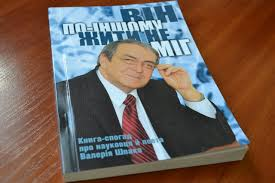 ВІН
ПО-ІНШОМУ
ЖИТИ НЕ
МІГ
Книга-спогад
про науковця й поета
Валерія Шпака